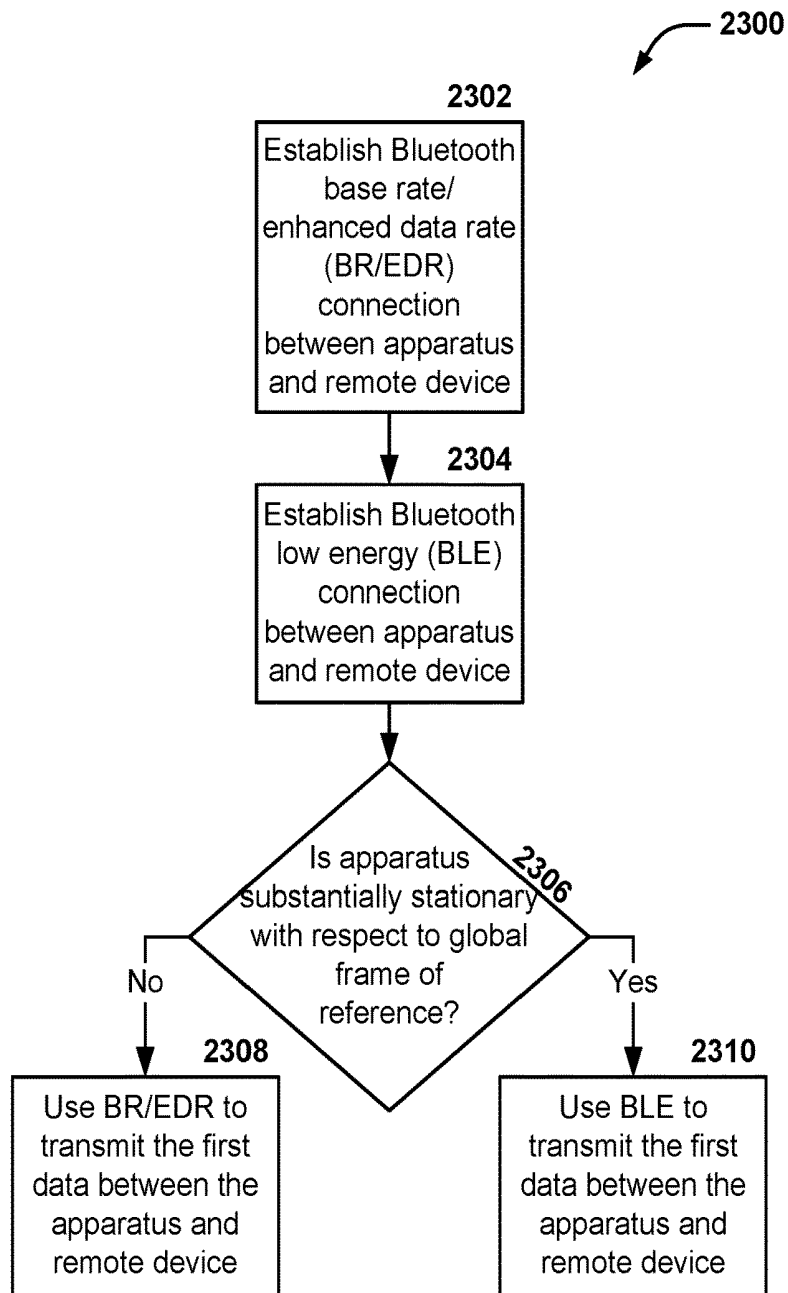 2300
2302
Establish Bluetooth
base rate/
enhanced data rate
(BR/EDR)
connection
between apparatus
and remote device
2304
Establish Bluetooth
low energy (BLE)
connection
between apparatus
and remote device
2306
Is apparatus
substantially stationary
with respect to global
frame of
reference?
No
Yes
2308
Use BR/EDR to
transmit the first
data between the
apparatus and
remote device
2310
Use BLE to
transmit the first
data between the
apparatus and
remote device